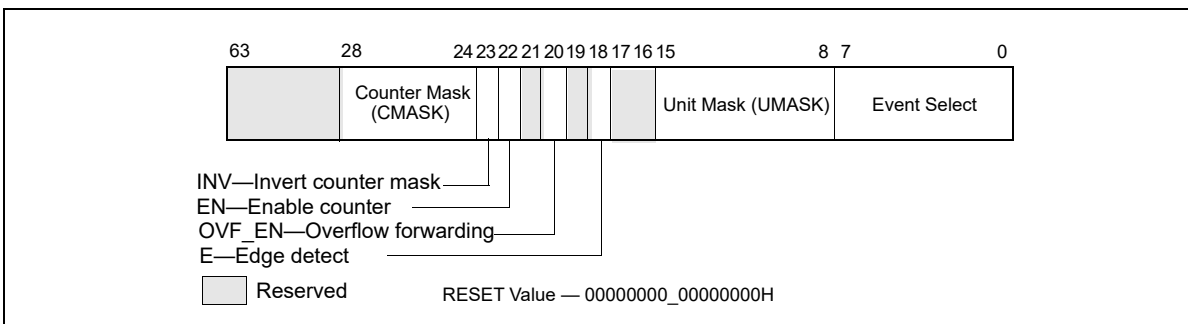 63 28 24 23 22 21 20 19 18 17 16 15 8 7 0
Counter Mask
(CMASK)
Unit Mask (UMASK)
Event Select
INV—Invert counter mask
EN—Enable counter
OVF_EN—Overflow forwarding
E—Edge detect
Reserved
RESET Value — 00000000_00000000H